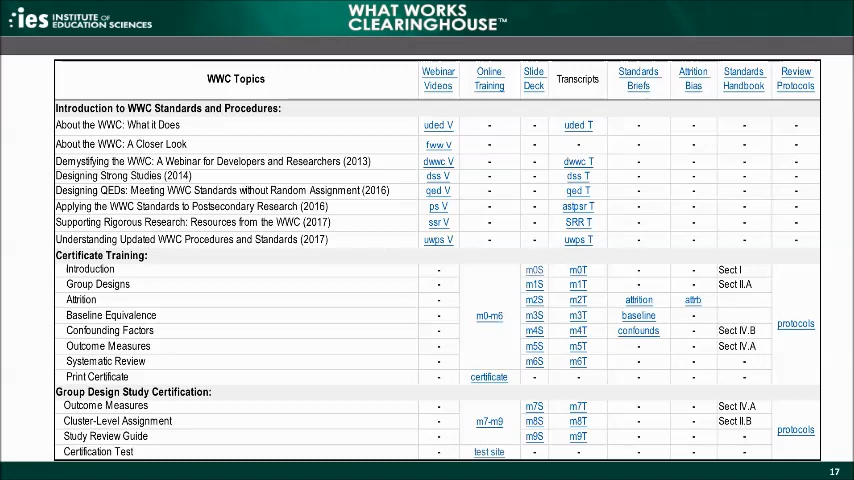 ies INSTITUTE OF EDUCATION SCIENCES
WHAT WORKS CLEARINGHOUSE™
WWC Topics Webinar Videos Online Training Slide Deck Transcripts Standards Briefs Attrition Bias Standards Handbook Review Protocols
Introduction to WWC Standards and Procedures:
About the WWC: What it Does uded V - - uded T - - - -
About the WWC: A Closer Look fww V - - - - - - -
Demystifying the WWC: A Webinar for Developers and Researchers (2013) dwwc V - - dwwc T - - - -
Designing Strong Studies (2014) dss V - - dss T - - - -
Designing QEDs: Meeting WWC Standards without Random Assignment (2016) qed V - - qed T - - - -
Applying the WWC Standards to Postsecondary Research (2016) ps V - - astpsr T - - - -
Supporting Rigorous Research: Resources from the WWC (2017) ssr V - - SRR T - - - -
Understanding Updated WWC Procedures and Standards (2017) uwps V - - uwps T - - - -
Certificate Training:
Introduction - m0S m0T - - Sect I
Group Designs - m1S m1T - - Sect II.A
Attrition - m2S m2T attrition attrb
Baseline Equivalence - m0-m6 m3S m3T baseline -
Confounding Factors - m4S m4T confounds - Sect IV.B protocols
Outcome Measures - m5S m5T - - Sect IV.A
Systematic Review - m6S m6T - - -
Print Certificate - certificate - - - - -
Group Design Study Certification:
Outcome Measures - m7S m7T - - Sect IV.A
Cluster-Level Assignment - m7-m9 m8S m8T - - Sect II.B protocols
Study Review Guide - m9S m9T - - -
Certification Test - test site - - - - -
17